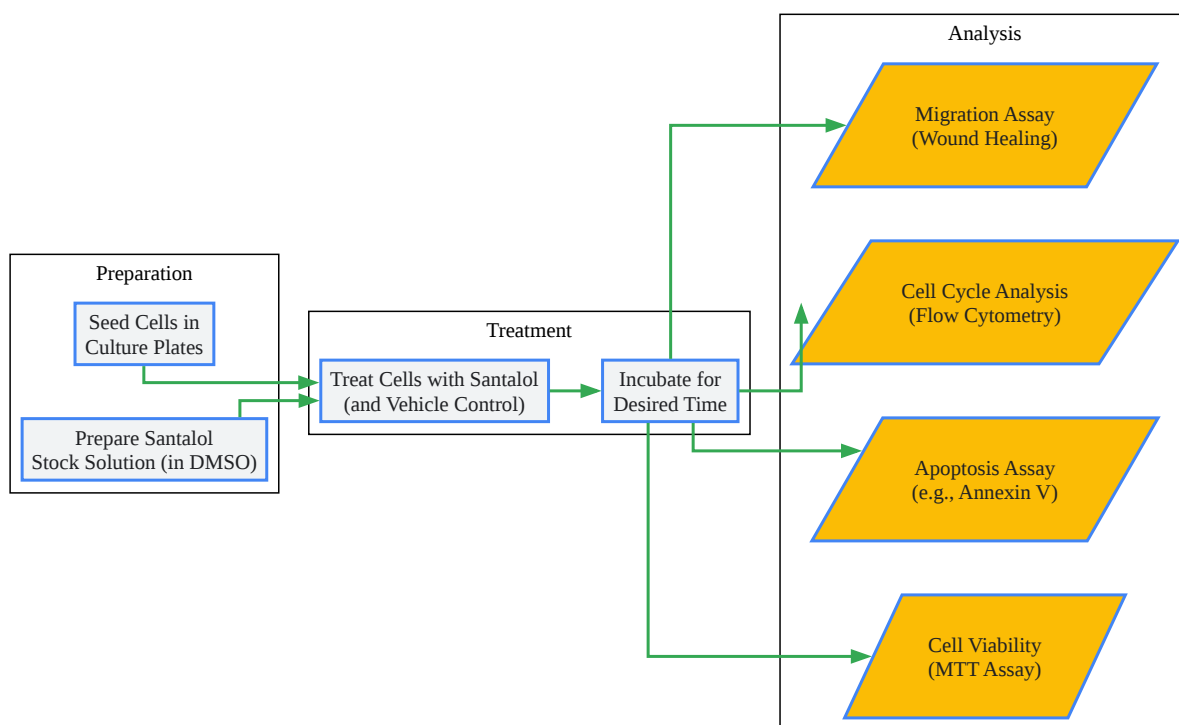 Preparation
Seed Cells in
Culture Plates
Prepare Santalol
Stock Solution (in DMSO)
Treatment
Treat Cells with Santalol
(and Vehicle Control)
Incubate for
Desired Time
Analysis
Migration Assay
(Wound Healing)
Cell Cycle Analysis
(Flow Cytometry)
Apoptosis Assay
(e.g., Annexin V)
Cell Viability
(MTT Assay)